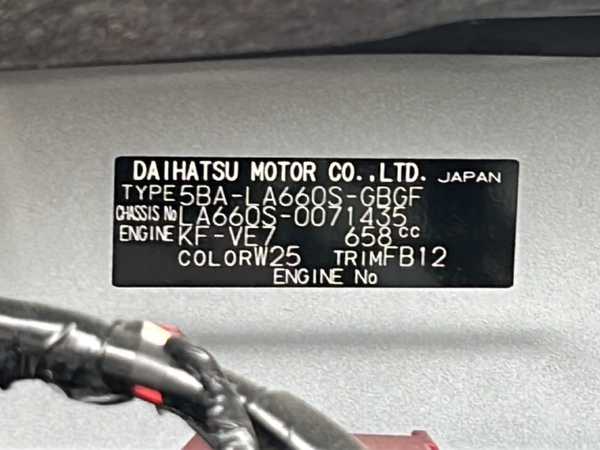 DAIHATSU MOTOR CO.,LTD. JAPAN
TYPE 5BA-LA660S-GBGF
CHASSIS No LA660S-0071435
ENGINE KF-VE7 658cc
COLOR W25 TRIM FB12
ENGINE No